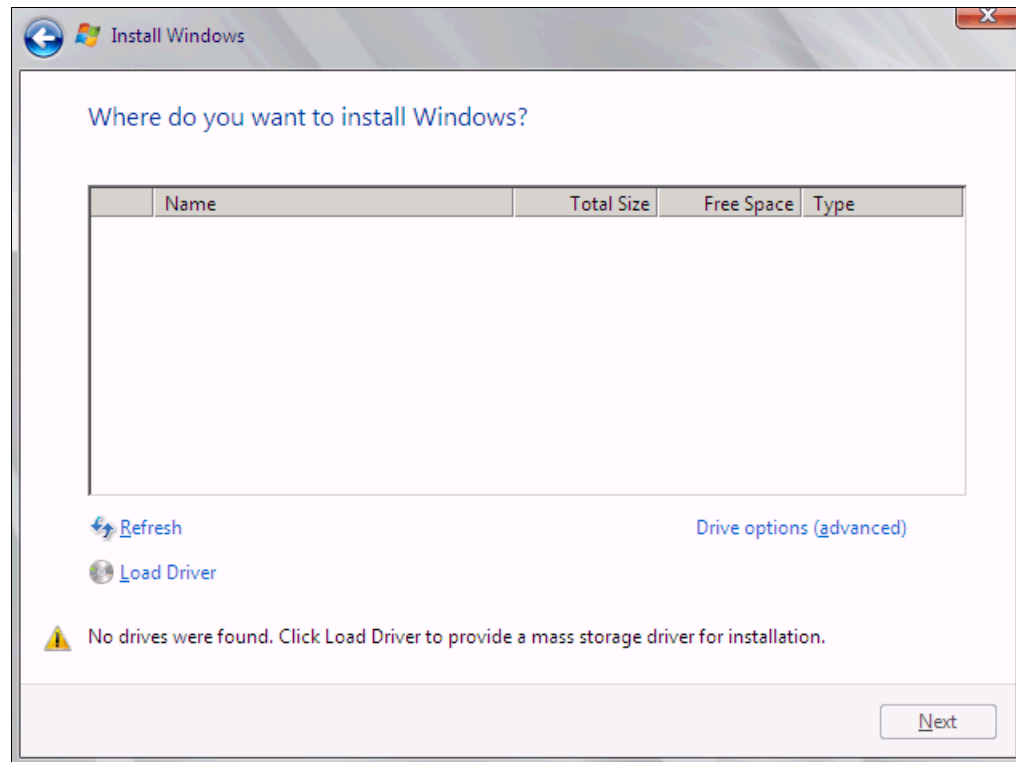 Install Windows
Where do you want to install Windows?
Name Total Size Free Space Type
Refresh Drive options (advanced)
Load Driver
No drives were found. Click Load Driver to provide a mass storage driver for installation.
Next